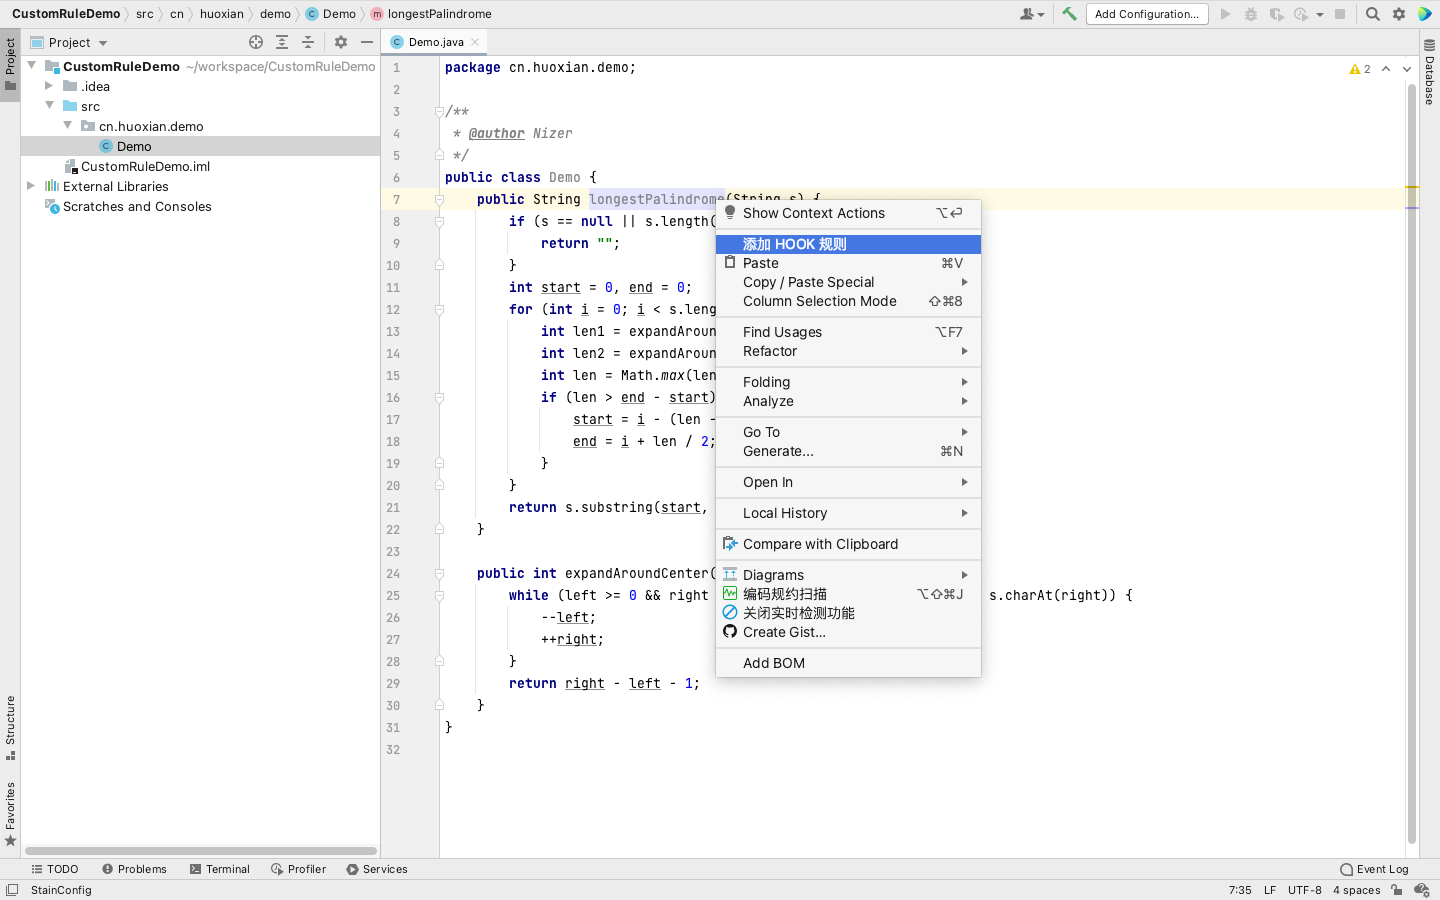 CustomRuleDemo src cn huoxian demo Demo longestPalindrome Add Configuration...
Project
Demo.java
CustomRuleDemo ~/workspace/CustomRuleDemo
.idea
src
cn.huoxian.demo
Demo
CustomRuleDemo.iml
External Libraries
Scratches and Consoles
Project
Structure
Favorites
2
1 package cn.huoxian.demo;
2
3 /**
4 * @author Nizer
5 */
6 public class Demo {
7 public String longestPalindrome(String s) {
8 if (s == null || s.length(
9 return "";
10 }
11 int start = 0, end = 0;
12 for (int i = 0; i < s.leng
13 int len1 = expandAroun
14 int len2 = expandAroun
15 int len = Math.max(len
16 if (len > end - start)
17 start = i - (len -
18 end = i + len / 2;
19 }
20 }
21 return s.substring(start,
22 }
23
24 public int expandAroundCenter(
25 while (left >= 0 && right s.charAt(right)) {
26 --left;
27 ++right;
28 }
29 return right - left - 1;
30 }
31 }
32
Show Context Actions ⌥⏎
添加 HOOK 规则
Paste ⌘V
Copy / Paste Special
Column Selection Mode ⇧⌘8
Find Usages ⌥F7
Refactor
Folding
Analyze
Go To
Generate... ⌘N
Open In
Local History
Compare with Clipboard
Diagrams
编码规约扫描 ⌥⇧⌘J
关闭实时检测功能
Create Gist...
Add BOM
Database
TODO Problems Terminal Profiler Services Event Log
StainConfig 7:35 LF UTF-8 4 spaces